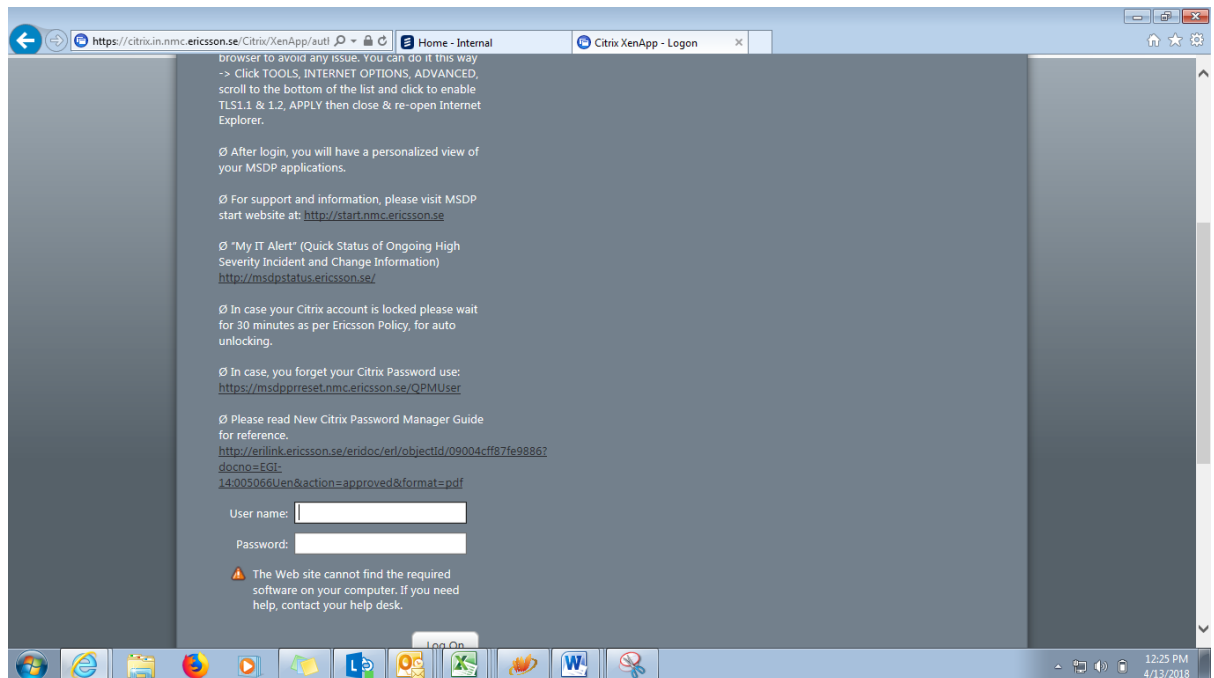 https://citrix.in.nmc.ericsson.se/Citrix/XenApp/autl
Home - Internal
Citrix XenApp - Logon
browser to avoid any issue. You can do it this way
-> Click TOOLS, INTERNET OPTIONS, ADVANCED,
scroll to the bottom of the list and click to enable
TLS1.1 & 1.2, APPLY then close & re-open Internet
Explorer.
Ø After login, you will have a personalized view of
your MSDP applications.
Ø For support and information, please visit MSDP
start website at: http://start.nmc.ericsson.se
Ø "My IT Alert" (Quick Status of Ongoing High
Severity Incident and Change Information)
http://msdpstatus.ericsson.se/
Ø In case your Citrix account is locked please wait
for 30 minutes as per Ericsson Policy, for auto
unlocking.
Ø In case, you forget your Citrix Password use:
https://msdpprreset.nmc.ericsson.se/QPMUser
Ø Please read New Citrix Password Manager Guide
for reference.
http://erilink.ericsson.se/eridoc/erl/objectId/09004cff87fe9886?
docno=EGI-
14:005066Uen&action=approved&format=pdf
User name:
Password:
The Web site cannot find the required
software on your computer. If you need
help, contact your help desk.
Log On
12:25 PM
4/13/2018